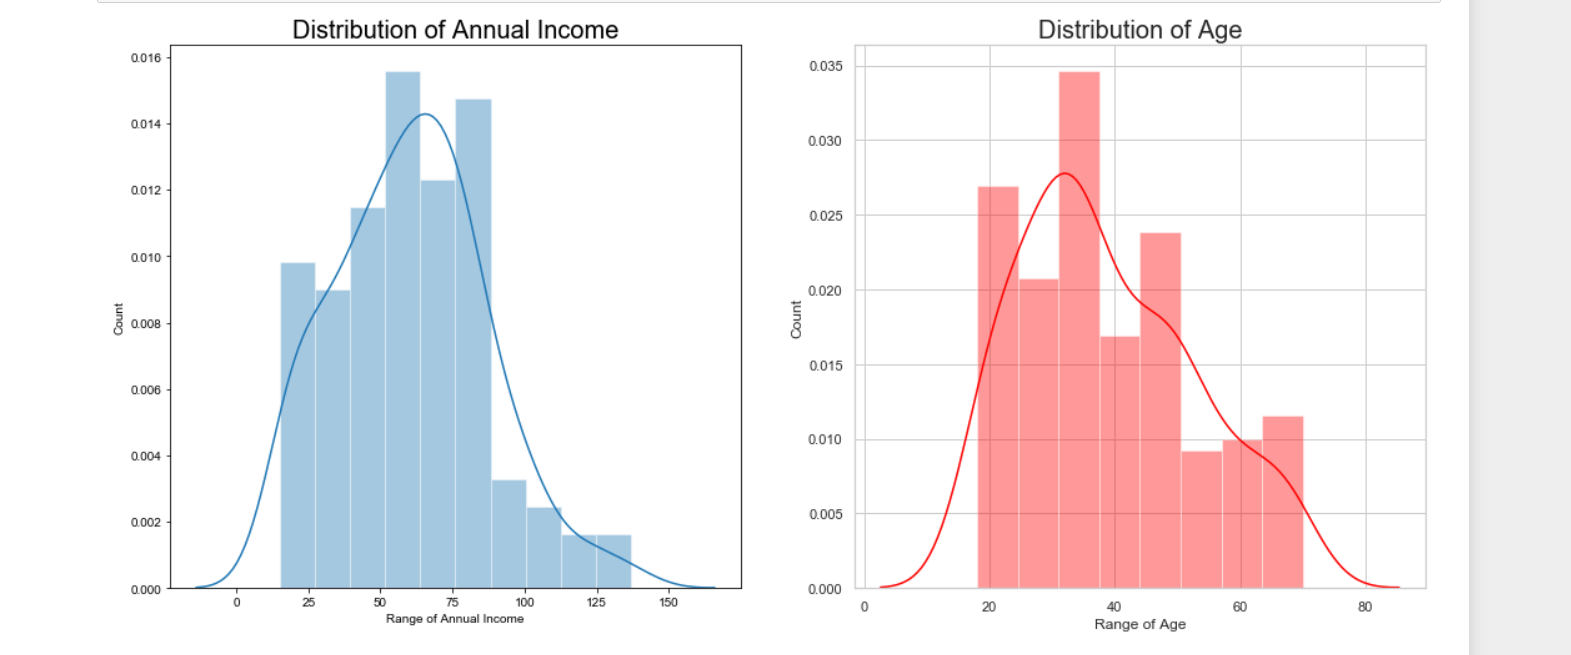 Distribution of Annual Income
0.016
0.014
0.012
0.010
0.008
0.006
0.004
0.002
0.000
Count
0 25 50 75 100 125 150
Range of Annual Income
Distribution of Age
0.035
0.030
0.025
0.020
0.015
0.010
0.005
0.000
Count
0 20 40 60 80
Range of Age